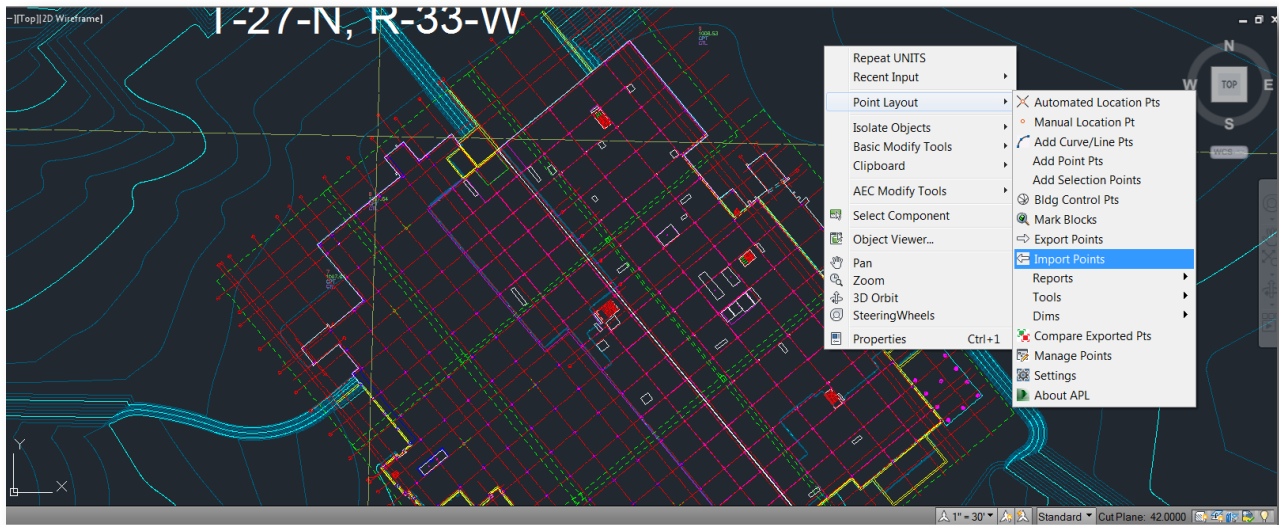 -][Top][2D Wireframe]
T-27-N, R-33-W
N
W
TOP
E
S
WCS
Repeat UNITS
Recent Input
Point Layout
Isolate Objects
Basic Modify Tools
Clipboard
AEC Modify Tools
Select Component
Object Viewer...
Pan
Zoom
3D Orbit
SteeringWheels
Properties Ctrl+1
Automated Location Pts
Manual Location Pt
Add Curve/Line Pts
Add Point Pts
Add Selection Points
Bldg Control Pts
Mark Blocks
Export Points
Import Points
Reports
Tools
Dims
Compare Exported Pts
Manage Points
Settings
About APL
Y
X
1" = 30' Standard Cut Plane: 42.0000